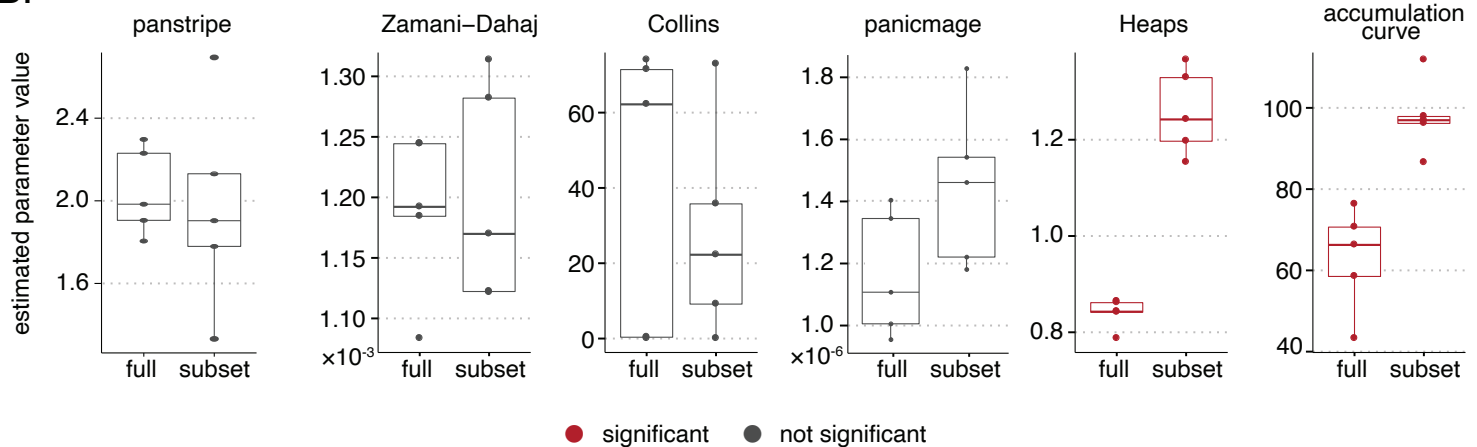 panstripe
Zamani–Dahaj
Collins
panicmage
Heaps
accumulation
curve
estimated parameter value
2.4
2.0
1.6
full subset
1.30
1.25
1.20
1.15
1.10
×10-3
full subset
60
40
20
0
full subset
1.8
1.6
1.4
1.2
1.0
×10-6
full subset
1.2
1.0
0.8
full subset
100
80
60
40
full subset
significant not significant